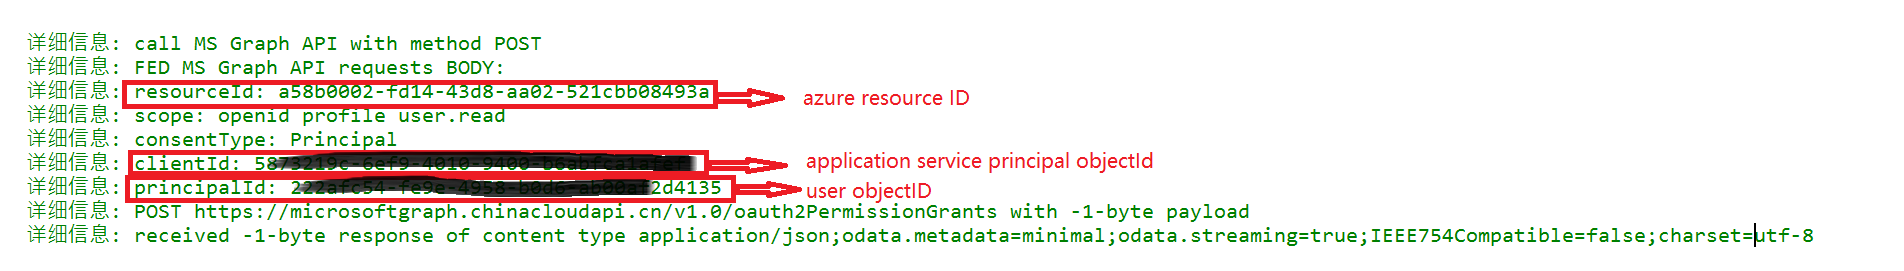 详细信息: call MS Graph API with method POST
详细信息: FED MS Graph API requests BODY:
详细信息: resourceId: a58b0002-fd14-43d8-aa02-521cbb08493a
azure resource ID
详细信息: scope: openid profile user.read
详细信息: consentType: Principal
详细信息: clientId:
application service principal objectId
详细信息: principalId: 2d4135
user objectID
详细信息: POST https://microsoftgraph.chinacloudapi.cn/v1.0/oauth2PermissionGrants with -1-byte payload
详细信息: received -1-byte response of content type application/json;odata.metadata=minimal;odata.streaming=true;IEEE754Compatible=false;charset=utf-8